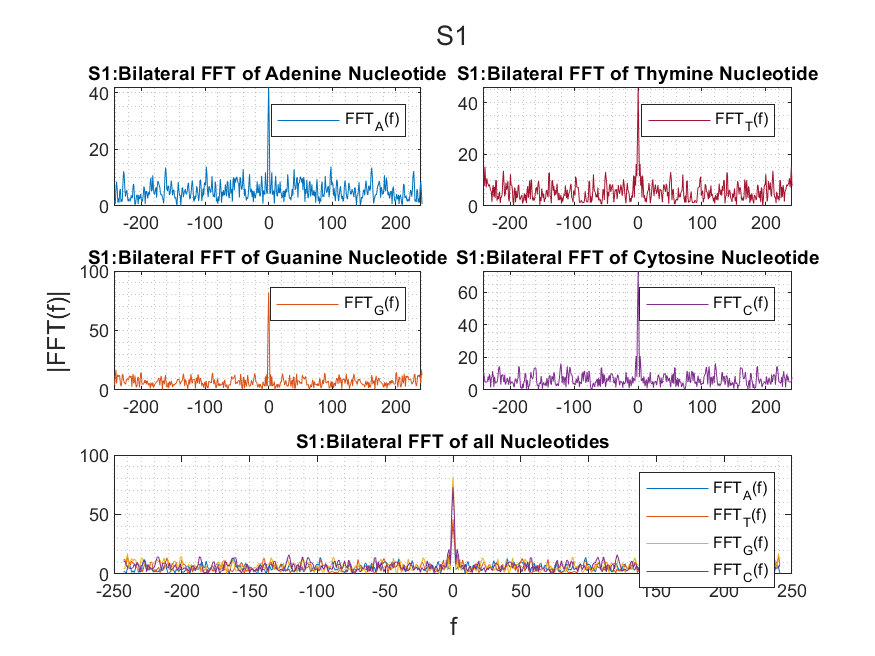 S1
S1:Bilateral FFT of Adenine Nucleotide
S1:Bilateral FFT of Thymine Nucleotide
40
20
0
FFT_A(f)
-200 -100 0 100 200
40
20
0
FFT_T(f)
-200 -100 0 100 200
S1:Bilateral FFT of Guanine Nucleotide
S1:Bilateral FFT of Cytosine Nucleotide
|FFT(f)|
100
50
0
FFT_G(f)
-200 -100 0 100 200
60
40
20
0
FFT_C(f)
-200 -100 0 100 200
S1:Bilateral FFT of all Nucleotides
100
50
0
FFT_A(f)
FFT_T(f)
FFT_G(f)
FFT_C(f)
-250 -200 -150 -100 -50 0 50 100 150 200 250
f